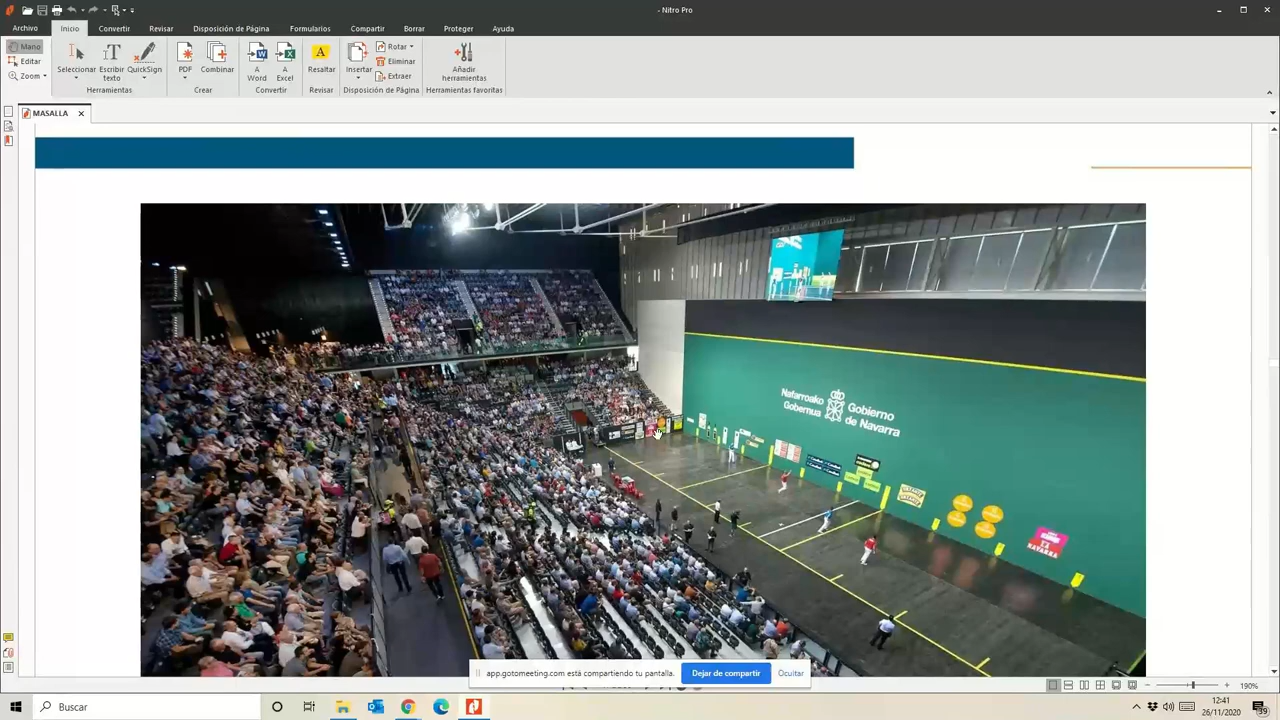 - Nitro Pro
Archivo Inicio Convertir Revisar Disposición de Página Formularios Compartir Borrar Proteger Ayuda
Mano
Editar
Zoom
Seleccionar
Escribir texto
QuickSign
PDF
Combinar
A Word
A Excel
Resaltar
Insertar
Rotar
Eliminar
Extraer
Añadir herramientas
Herramientas Crear Convertir Revisar Disposición de Página Herramientas favoritas
MASALLA
Nafarroako Gobernua
Gobierno de Navarra
NAVARRA
app.gotomeeting.com está compartiendo tu pantalla.
Dejar de compartir
Ocultar
190%
Buscar
12:41
26/11/2020
39